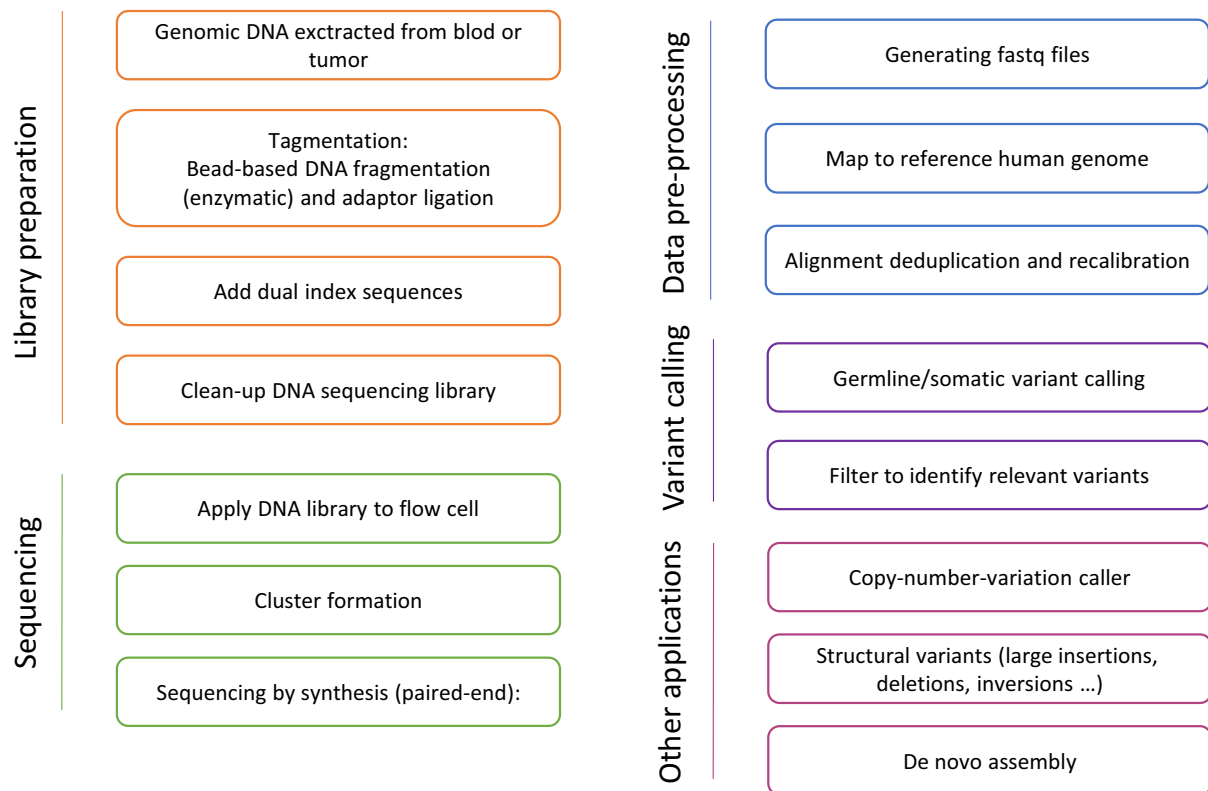 Library preparation
Genomic DNA exctracted from blod or
tumor
Tagmentation:
Bead-based DNA fragmentation
(enzymatic) and adaptor ligation
Add dual index sequences
Clean-up DNA sequencing library
Sequencing
Apply DNA library to flow cell
Cluster formation
Sequencing by synthesis (paired-end):
Data pre-processing
Generating fastq files
Map to reference human genome
Alignment deduplication and recalibration
Variant calling
Germline/somatic variant calling
Filter to identify relevant variants
Other applications
Copy-number-variation caller
Structural variants (large insertions,
deletions, inversions …)
De novo assembly